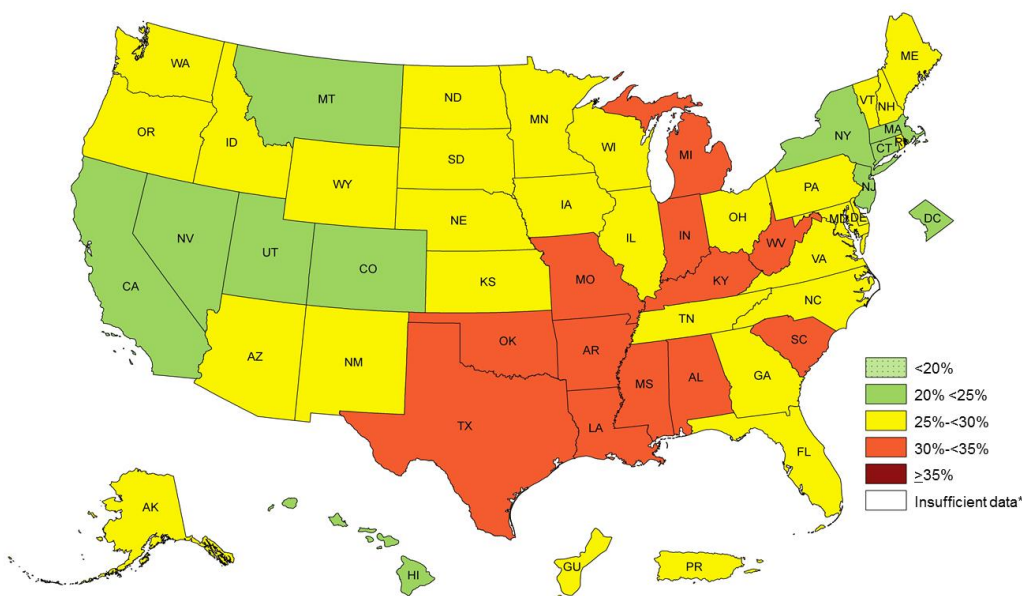 WA
MT
ND
MN
ME
VT
NH
OR
ID
SD
WI
NY
MA
CT
RI
MI
WY
PA
NJ
IA
NE
OH
MD
DE
DC
NV
UT
CO
IL
IN
WV
VA
CA
KS
MO
KY
NC
TN
AZ
NM
OK
AR
SC
MS
AL
GA
TX
LA
FL
<20%
20% <25%
25%-<30%
30%-<35%
≥35%
Insufficient data*
AK
HI
GU
PR